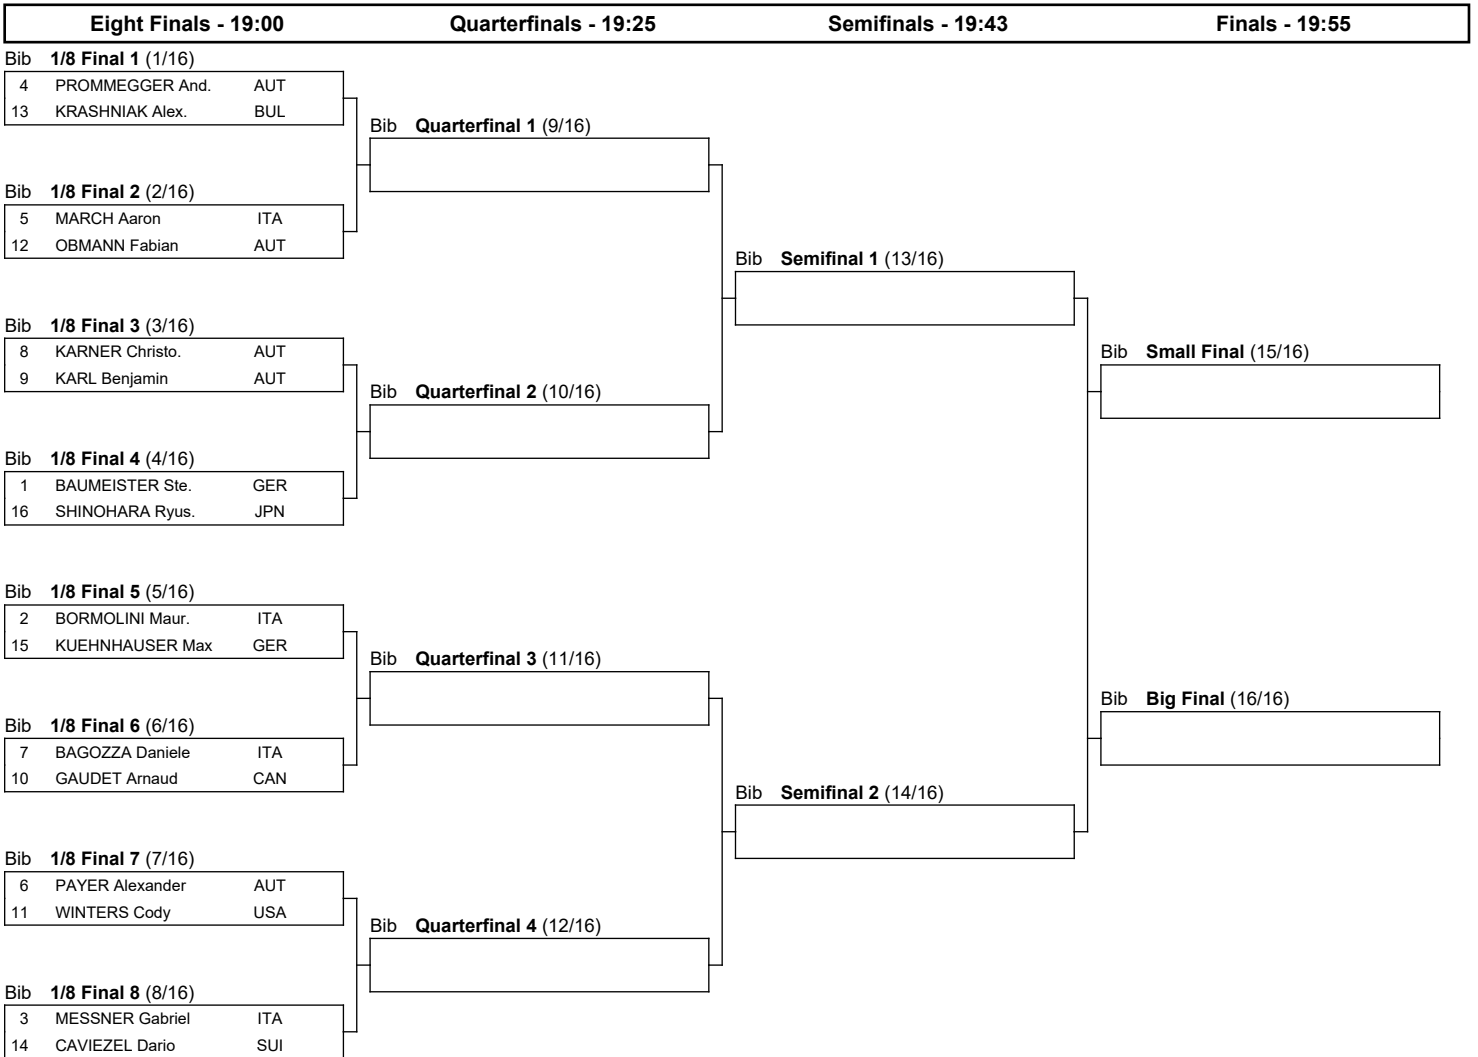 Eight Finals - 19:00 Quarterfinals - 19:25 Semifinals - 19:43 Finals - 19:55
Bib 1/8 Final 1 (1/16)
4 PROMMEGGER And. AUT
13 KRASHNIAK Alex. BUL
Bib Quarterfinal 1 (9/16)
Bib 1/8 Final 2 (2/16)
5 MARCH Aaron ITA
12 OBMANN Fabian AUT
Bib Semifinal 1 (13/16)
Bib 1/8 Final 3 (3/16)
8 KARNER Christo. AUT
Bib Small Final (15/16)
9 KARL Benjamin AUT
Bib Quarterfinal 2 (10/16)
Bib 1/8 Final 4 (4/16)
1 BAUMEISTER Ste. GER
16 SHINOHARA Ryus. JPN
Bib 1/8 Final 5 (5/16)
2 BORMOLINI Maur. ITA
15 KUEHNHAUSER Max GER
Bib Quarterfinal 3 (11/16)
Bib Big Final (16/16)
Bib 1/8 Final 6 (6/16)
7 BAGOZZA Daniele ITA
10 GAUDET Arnaud CAN
Bib Semifinal 2 (14/16)
Bib 1/8 Final 7 (7/16)
6 PAYER Alexander AUT
11 WINTERS Cody USA
Bib Quarterfinal 4 (12/16)
Bib 1/8 Final 8 (8/16)
3 MESSNER Gabriel ITA
14 CAVIEZEL Dario SUI